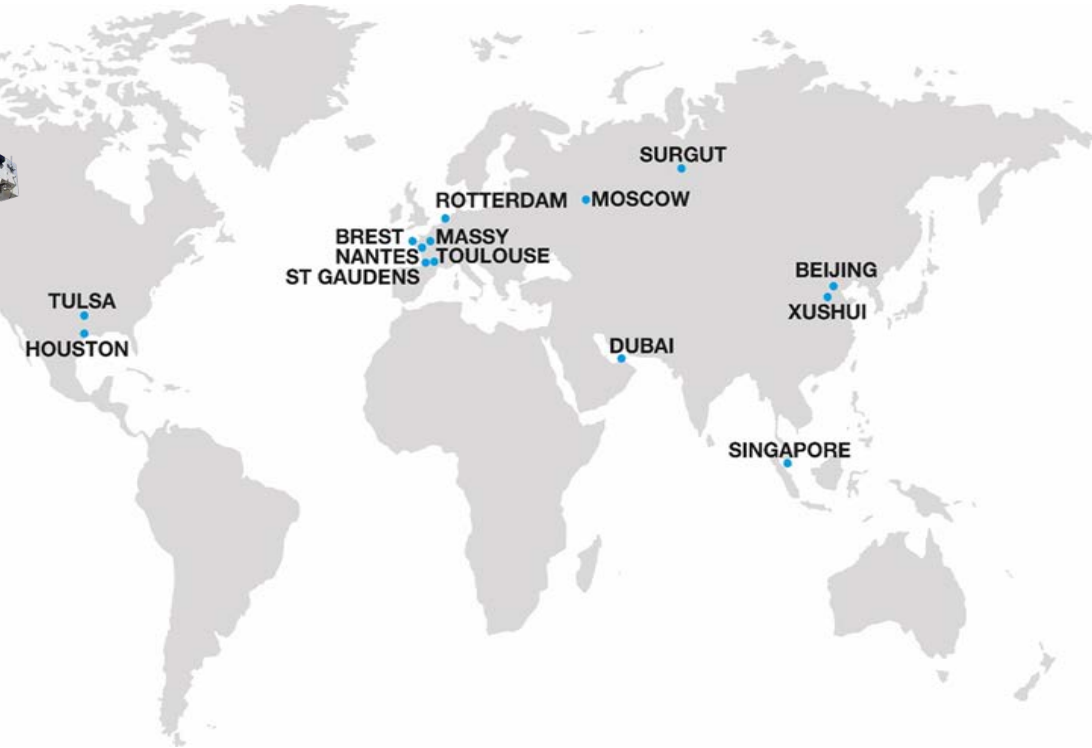 SURGUT
ROTTERDAM
MOSCOW
BREST
MASSY
NANTES
TOULOUSE
ST GAUDENS
BEIJING
XUSHUI
TULSA
HOUSTON
DUBAI
SINGAPORE